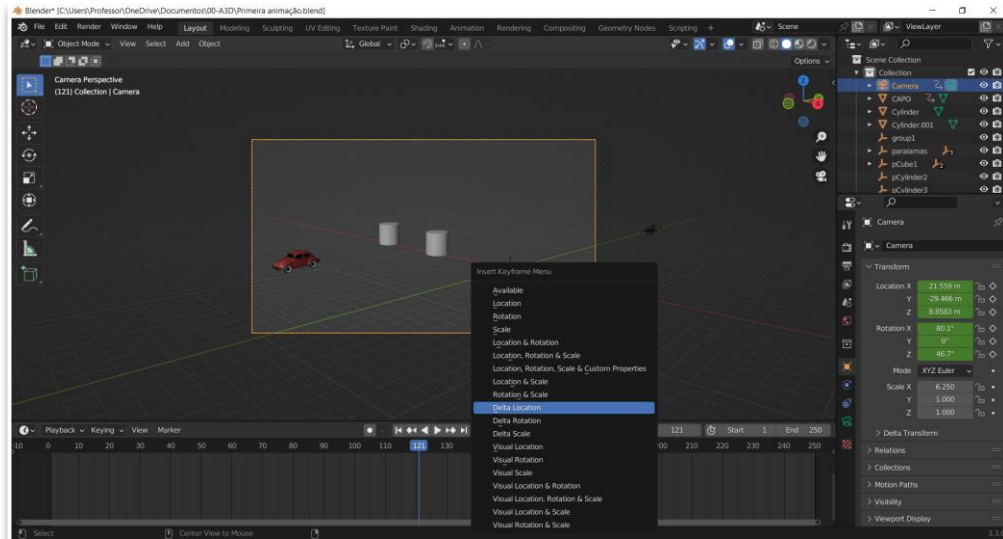 Blender* [C:\Users\Professor\OneDrive\Documentos\00-A3D\Primeira animação.blend]
File Edit Render Window Help Layout Modeling Sculpting UV Editing Texture Paint Shading Animation Rendering Compositing Geometry Nodes Scripting + Scene ViewLayer
Object Mode View Select Add Object Global
Options
Camera Perspective
(121) Collection | Camera
Z
Scene Collection
Collection
Camera
CAPO
Cylinder
Cylinder.001
group1
paralamas 3
pCube1 2
pCylinder2
pCylinder3
Camera
Camera
Transform
Location X 21.559 m
Y -29.466 m
Z 8.8583 m
Rotation X 80.1°
Y 0°
Z 46.7°
Mode XYZ Euler
Scale X 6.250
Y 1.000
Z 1.000
Delta Transform
Relations
Collections
Motion Paths
Visibility
Viewport Display
Insert Keyframe Menu
Available
Location
Rotation
Scale
Location & Rotation
Location, Rotation & Scale
Location, Rotation, Scale & Custom Properties
Location & Scale
Rotation & Scale
Delta Location
Delta Rotation
Delta Scale
Visual Location
Visual Rotation
Visual Scale
Visual Location & Rotation
Visual Location, Rotation & Scale
Visual Location & Scale
Visual Rotation & Scale
Playback Keying View Marker 121 Start 1 End 250
-10 0 10 20 30 40 50 60 70 80 90 100 110 121 130 210 220 230 240 250
Select Center View to Mouse